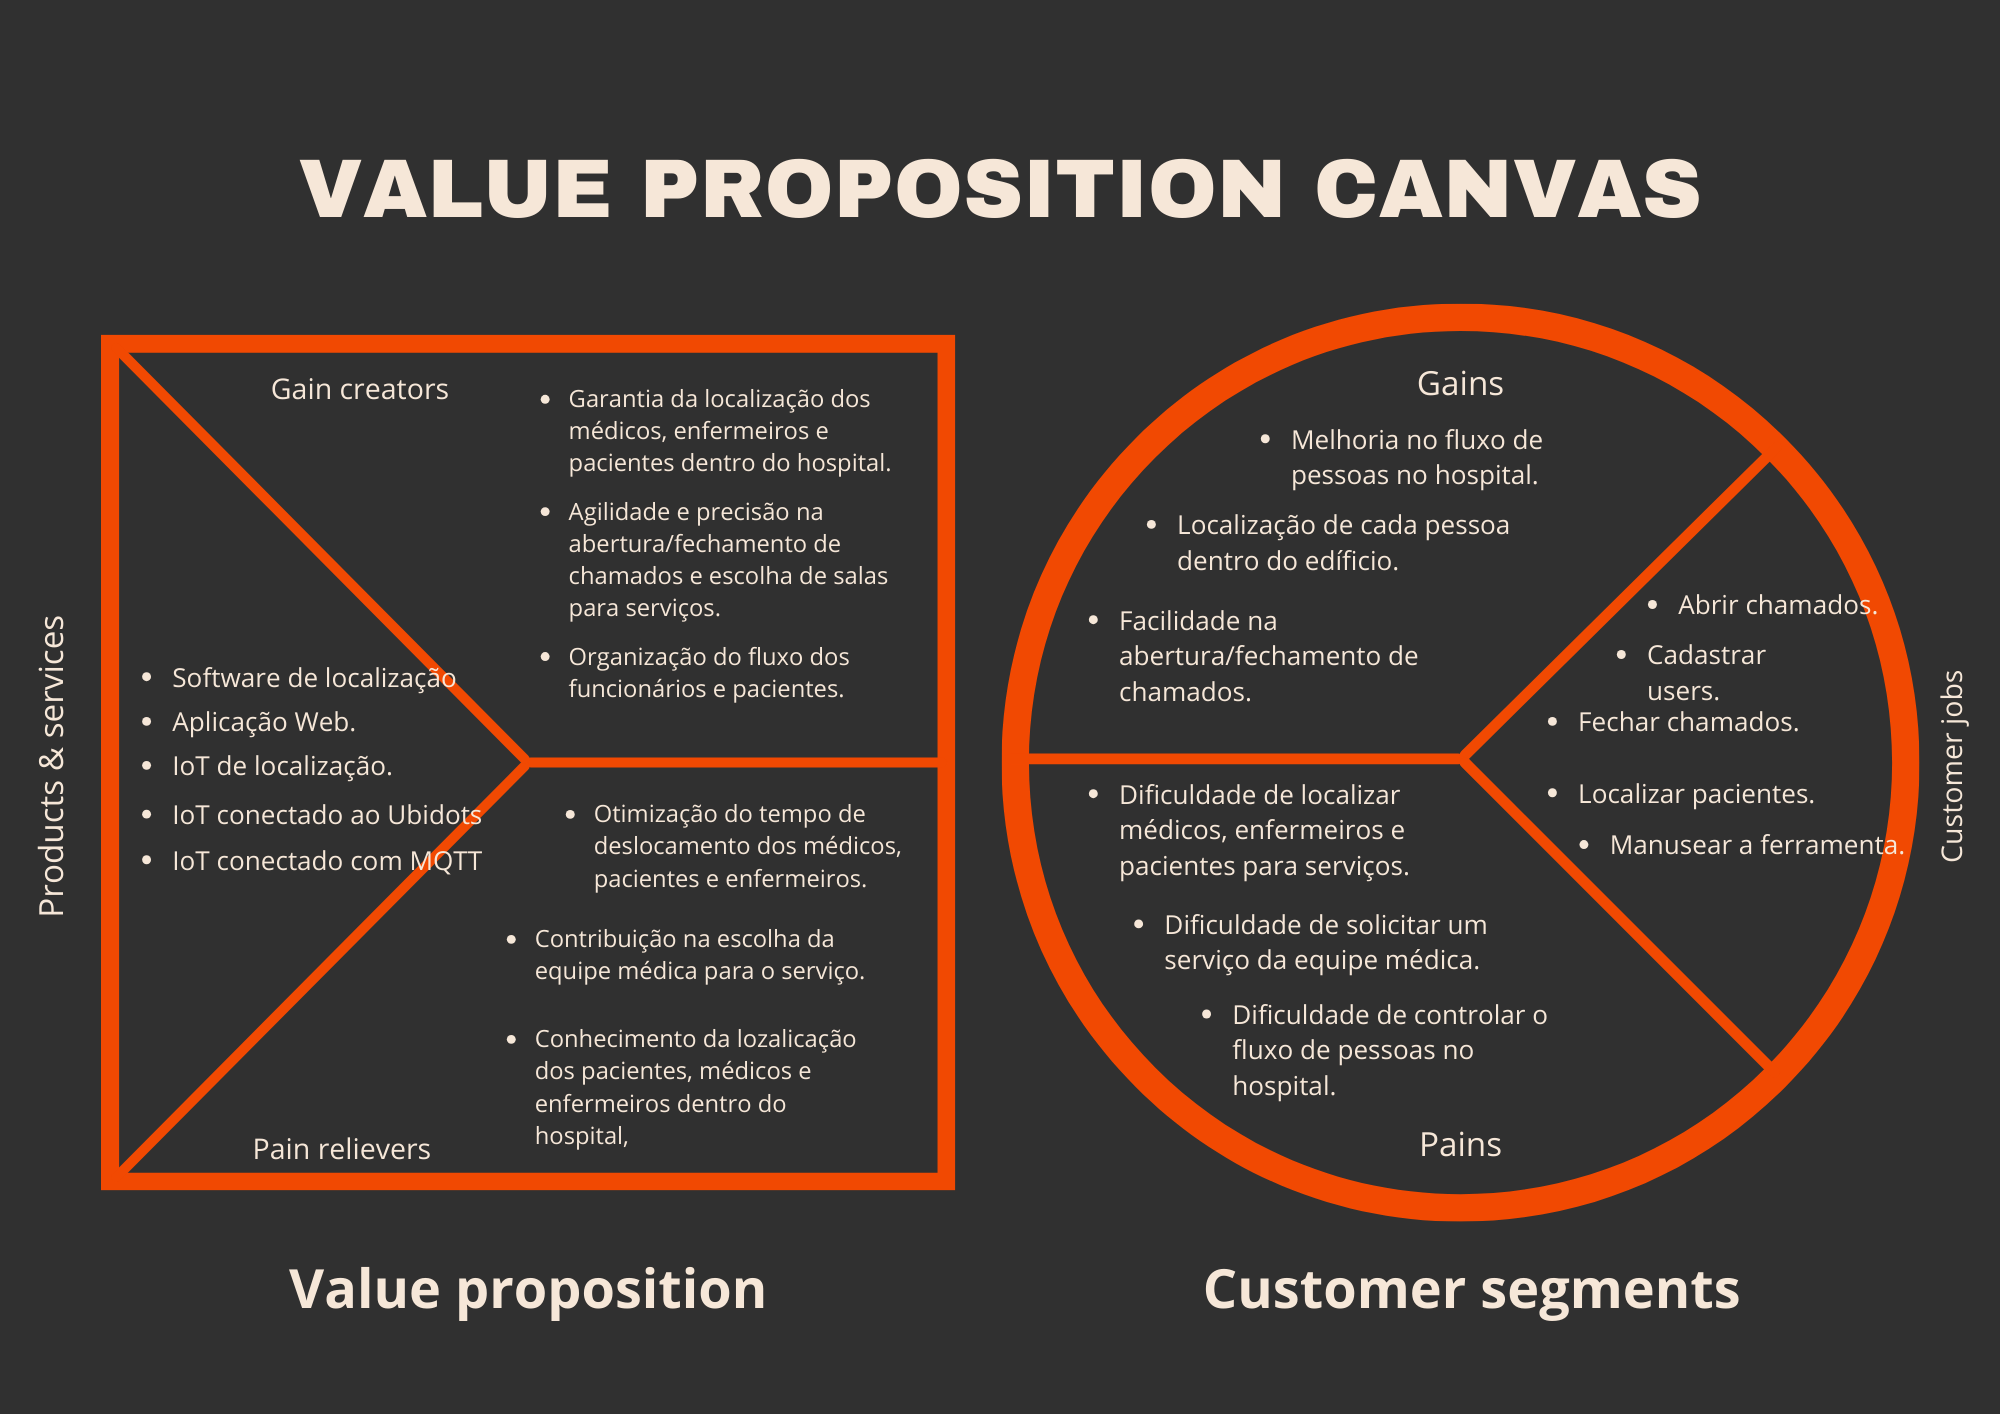 VALUE PROPOSITION CANVAS
Products & services
• Software de localização
• Aplicação Web.
• IoT de localização.
• IoT conectado ao Ubidots
• IoT conectado com MQTT
Gain creators
• Garantia da localização dos
médicos, enfermeiros e
pacientes dentro do hospital.
• Agilidade e precisão na
abertura/fechamento de
chamados e escolha de salas
para serviços.
• Organização do fluxo dos
funcionários e pacientes.
• Otimização do tempo de
deslocamento dos médicos,
pacientes e enfermeiros.
• Contribuição na escolha da
equipe médica para o serviço.
• Conhecimento da lozalicação
dos pacientes, médicos e
enfermeiros dentro do
hospital,
Pain relievers
Value proposition
Gains
• Melhoria no fluxo de
pessoas no hospital.
• Localização de cada pessoa
dentro do edíficio.
• Facilidade na
abertura/fechamento de
chamados.
• Abrir chamados.
• Cadastrar
users.
• Fechar chamados.
• Localizar pacientes.
• Manusear a ferramenta.
Customer jobs
• Dificuldade de localizar
médicos, enfermeiros e
pacientes para serviços.
• Dificuldade de solicitar um
serviço da equipe médica.
• Dificuldade de controlar o
fluxo de pessoas no
hospital.
Pains
Customer segments